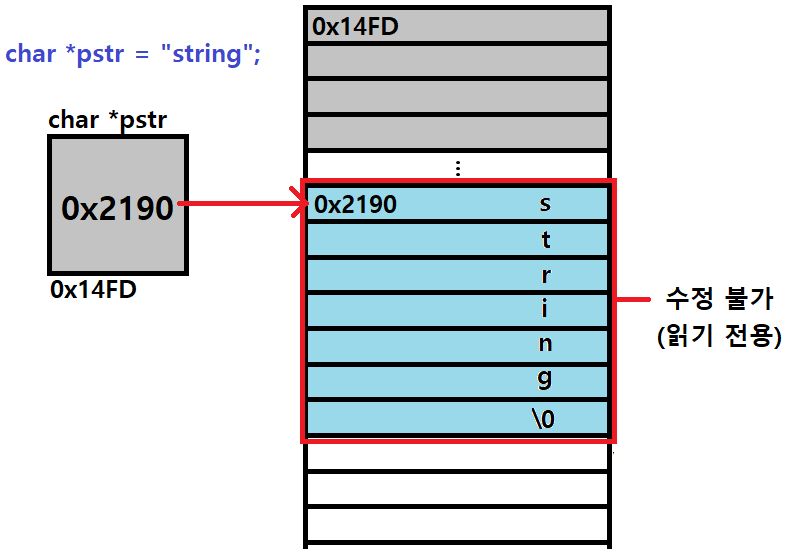 0x14FD
char *pstr = "string";
char *pstr
0x2190
0x14FD
⋮
0x2190 s
t
r
i
n
g
\0
수정 불가
(읽기 전용)